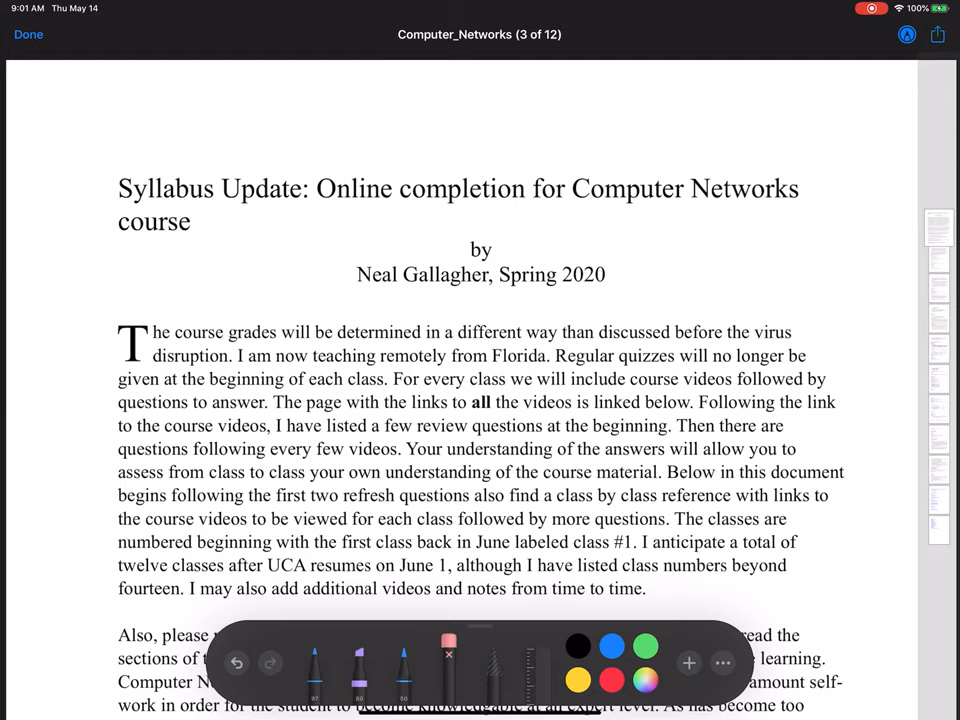 9:01 AM Thu May 14
100%
Done
Computer_Networks (3 of 12)
Syllabus Update: Online completion for Computer Networks
course
by
Neal Gallagher, Spring 2020
The course grades will be determined in a different way than discussed before the virus
disruption. I am now teaching remotely from Florida. Regular quizzes will no longer be
given at the beginning of each class. For every class we will include course videos followed by
questions to answer. The page with the links to all the videos is linked below. Following the link
to the course videos, I have listed a few review questions at the beginning. Then there are
questions following every few videos. Your understanding of the answers will allow you to
assess from class to class your own understanding of the course material. Below in this document
begins following the first two refresh questions also find a class by class reference with links to
the course videos to be viewed for each class followed by more questions. The classes are
numbered beginning with the first class back in June labeled class #1. I anticipate a total of
twelve classes after UCA resumes on June 1, although I have listed class numbers beyond
fourteen. I may also add additional videos and notes from time to time.
Also, please read the
sections of learning.
Computer amount self-
work in order for the student to become knowledgeable at an expert level. As has become too
97
80
50